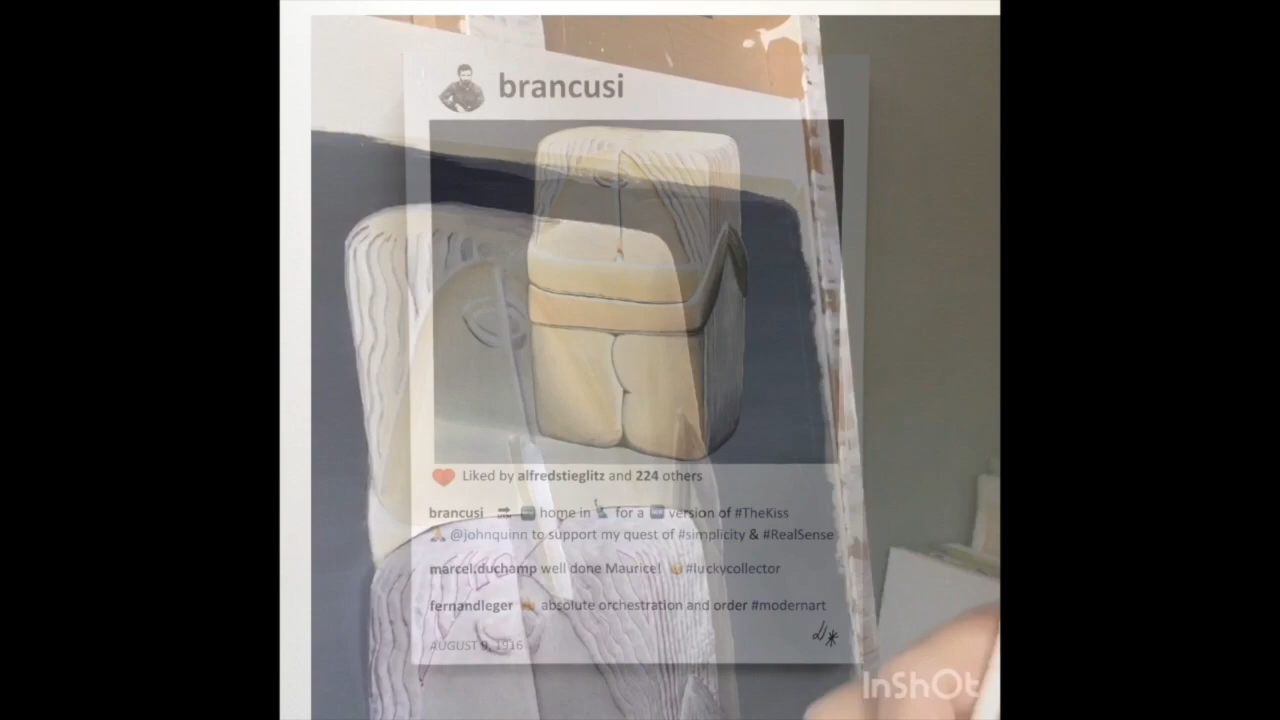 brancusi
Liked by alfredstieglitz and 224 others
brancusi 🔜 home in 🗽 for a version of #TheKiss
🙏 @johnquinn to support my quest of #simplicity & #RealSense
marcel.duchamp well done Maurice! #luckycollector
fernandleger absolute orchestration and order #modernart
AUGUST 9, 1916
InShOt